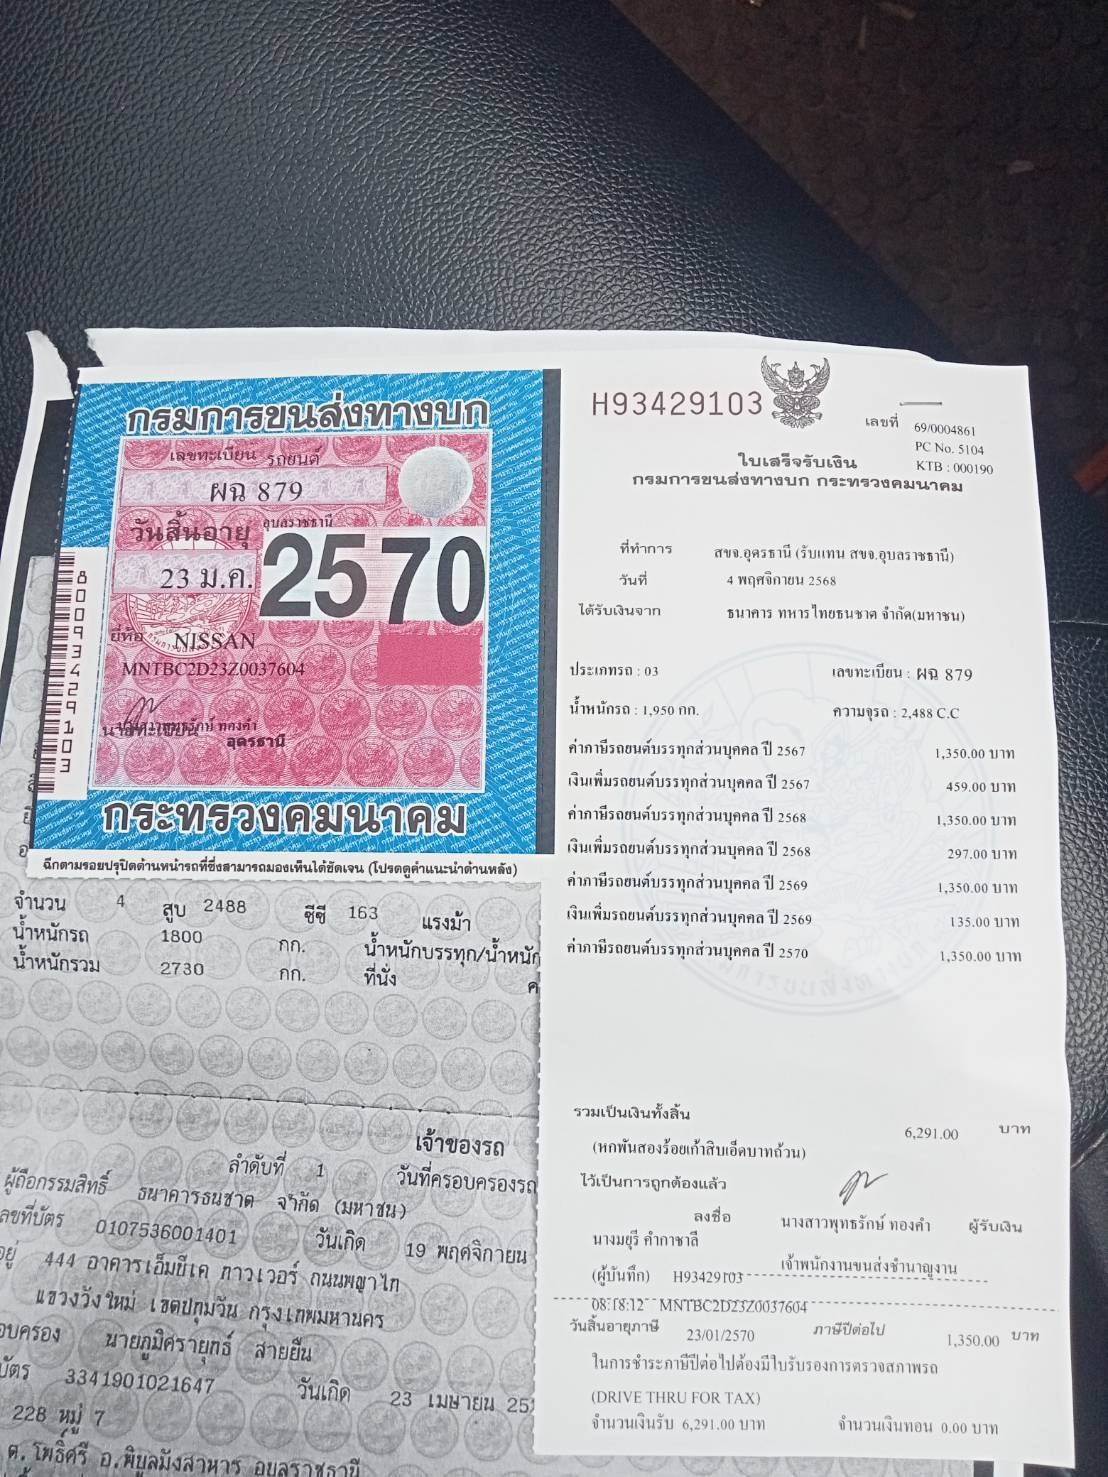 กรมการขนส่งทางบก
เลขทะเบียน รถยนต์
ผฉ 879
อุบลราชธานี
วันสิ้นอายุ
23 ม.ค.
2570
ยี่ห้อ NISSAN
MNTBC2D23Z0037604
นางสาวพุทธรักษ์ ทองคำ
นายทะเบียน
อุดรธานี
กระทรวงคมนาคม
80093429103
ฉีกตามรอยปรุปิดด้านหน้ารถที่ซึ่งสามารถมองเห็นได้ชัดเจน (โปรดดูคำแนะนำด้านหลัง)
H93429103
เลขที่ 69/0004861
PC No. 5104
KTB : 000190
ใบเสร็จรับเงิน
กรมการขนส่งทางบก กระทรวงคมนาคม
ที่ทำการ สขจ.อุดรธานี (รับแทน สขจ.อุบลราชธานี)
วันที่ 4 พฤศจิกายน 2568
ได้รับเงินจาก ธนาคาร ทหารไทยธนชาต จำกัด(มหาชน)
ประเภทรถ : 03 เลขทะเบียน : ผฉ 879
น้ำหนักรถ : 1,950 กก. ความจุรถ : 2,488 C.C
ค่าภาษีรถยนต์บรรทุกส่วนบุคคล ปี 2567 1,350.00 บาท
เงินเพิ่มรถยนต์บรรทุกส่วนบุคคล ปี 2567 459.00 บาท
ค่าภาษีรถยนต์บรรทุกส่วนบุคคล ปี 2568 1,350.00 บาท
เงินเพิ่มรถยนต์บรรทุกส่วนบุคคล ปี 2568 297.00 บาท
ค่าภาษีรถยนต์บรรทุกส่วนบุคคล ปี 2569 1,350.00 บาท
เงินเพิ่มรถยนต์บรรทุกส่วนบุคคล ปี 2569 135.00 บาท
ค่าภาษีรถยนต์บรรทุกส่วนบุคคล ปี 2570 1,350.00 บาท
รวมเป็นเงินทั้งสิ้น 6,291.00 บาท
(หกพันสองร้อยเก้าสิบเอ็ดบาทถ้วน)
ไว้เป็นการถูกต้องแล้ว
ลงชื่อ นางสาวพุทธรักษ์ ทองคำ ผู้รับเงิน
นางมยุรี คำกาชาลี
เจ้าพนักงานขนส่งชำนาญงาน
(ผู้บันทึก) H93429103
08:18:12 MNTBC2D23Z0037604
วันสิ้นอายุภาษี 23/01/2570 ภาษีปีต่อไป 1,350.00 บาท
ในการชำระภาษีปีต่อไปต้องมีใบรับรองการตรวจสภาพรถ
(DRIVE THRU FOR TAX)
จำนวนเงินรับ 6,291.00 บาท จำนวนเงินทอน 0.00 บาท
จำนวน 4 สูบ 2488 ซีซี 163 แรงม้า
น้ำหนักรถ 1800 กก. น้ำหนักบรรทุก/น้ำหนัก
น้ำหนักรวม 2730 กก. ที่นั่ง
เจ้าของรถ
ลำดับที่ 1 วันที่ครอบครองรถ
ผู้ถือกรรมสิทธิ์ ธนาคารธนชาต จำกัด (มหาชน)
ลขที่บัตร 0107536001401 วันเกิด 19 พฤศจิกายน
อยู่ 444 อาคารเอ็มบีเค ทาวเวอร์ ถนนพญาไท
แขวงวังใหม่ เขตปทุมวัน กรุงเทพมหานคร
อบครอง นายภูมิศรายุทธ์ สายยืน
บัตร 3341901021647 วันเกิด 23 เมษายน 25
228 หมู่ 7
ต.โพธิ์ศรี อ.พิบูลมังสาหาร อุบลราชธานี